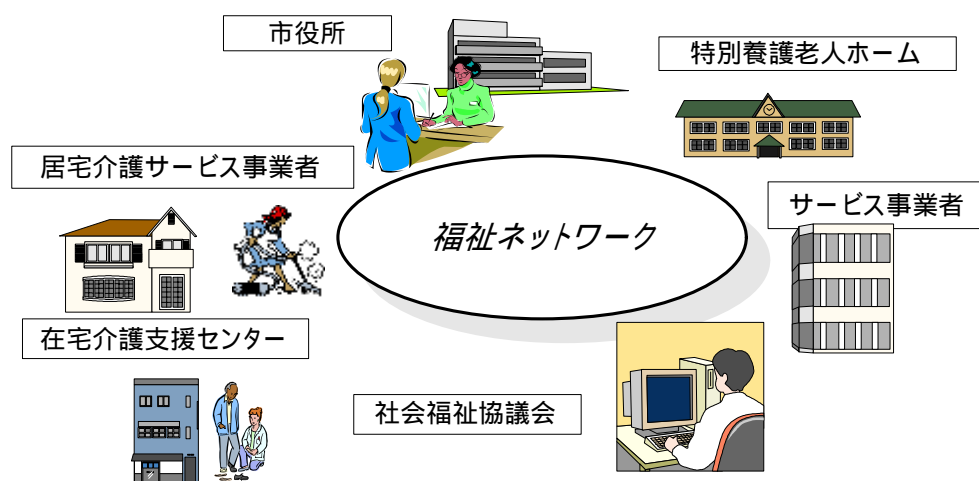 市役所
特別養護老人ホーム
居宅介護サービス事業者
サービス事業者
福祉ネットワーク
在宅介護支援センター
社会福祉協議会